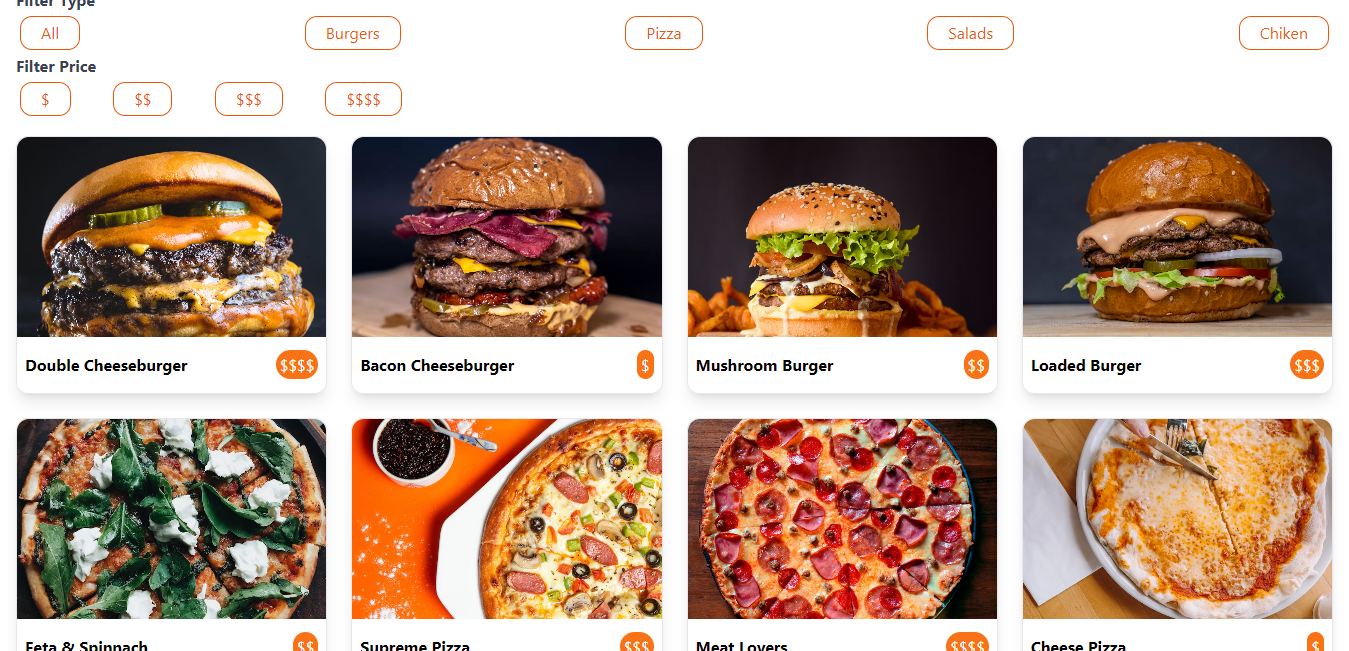 Filter Type
All Burgers Pizza Salads Chiken
Filter Price
$ $$ $$$ $$$$
Double Cheeseburger $$$$ Bacon Cheeseburger $ Mushroom Burger $$ Loaded Burger $$$
Feta & Spinnach $$ Supreme Pizza $$$ Meat Lovers $$$$ Cheese Pizza $